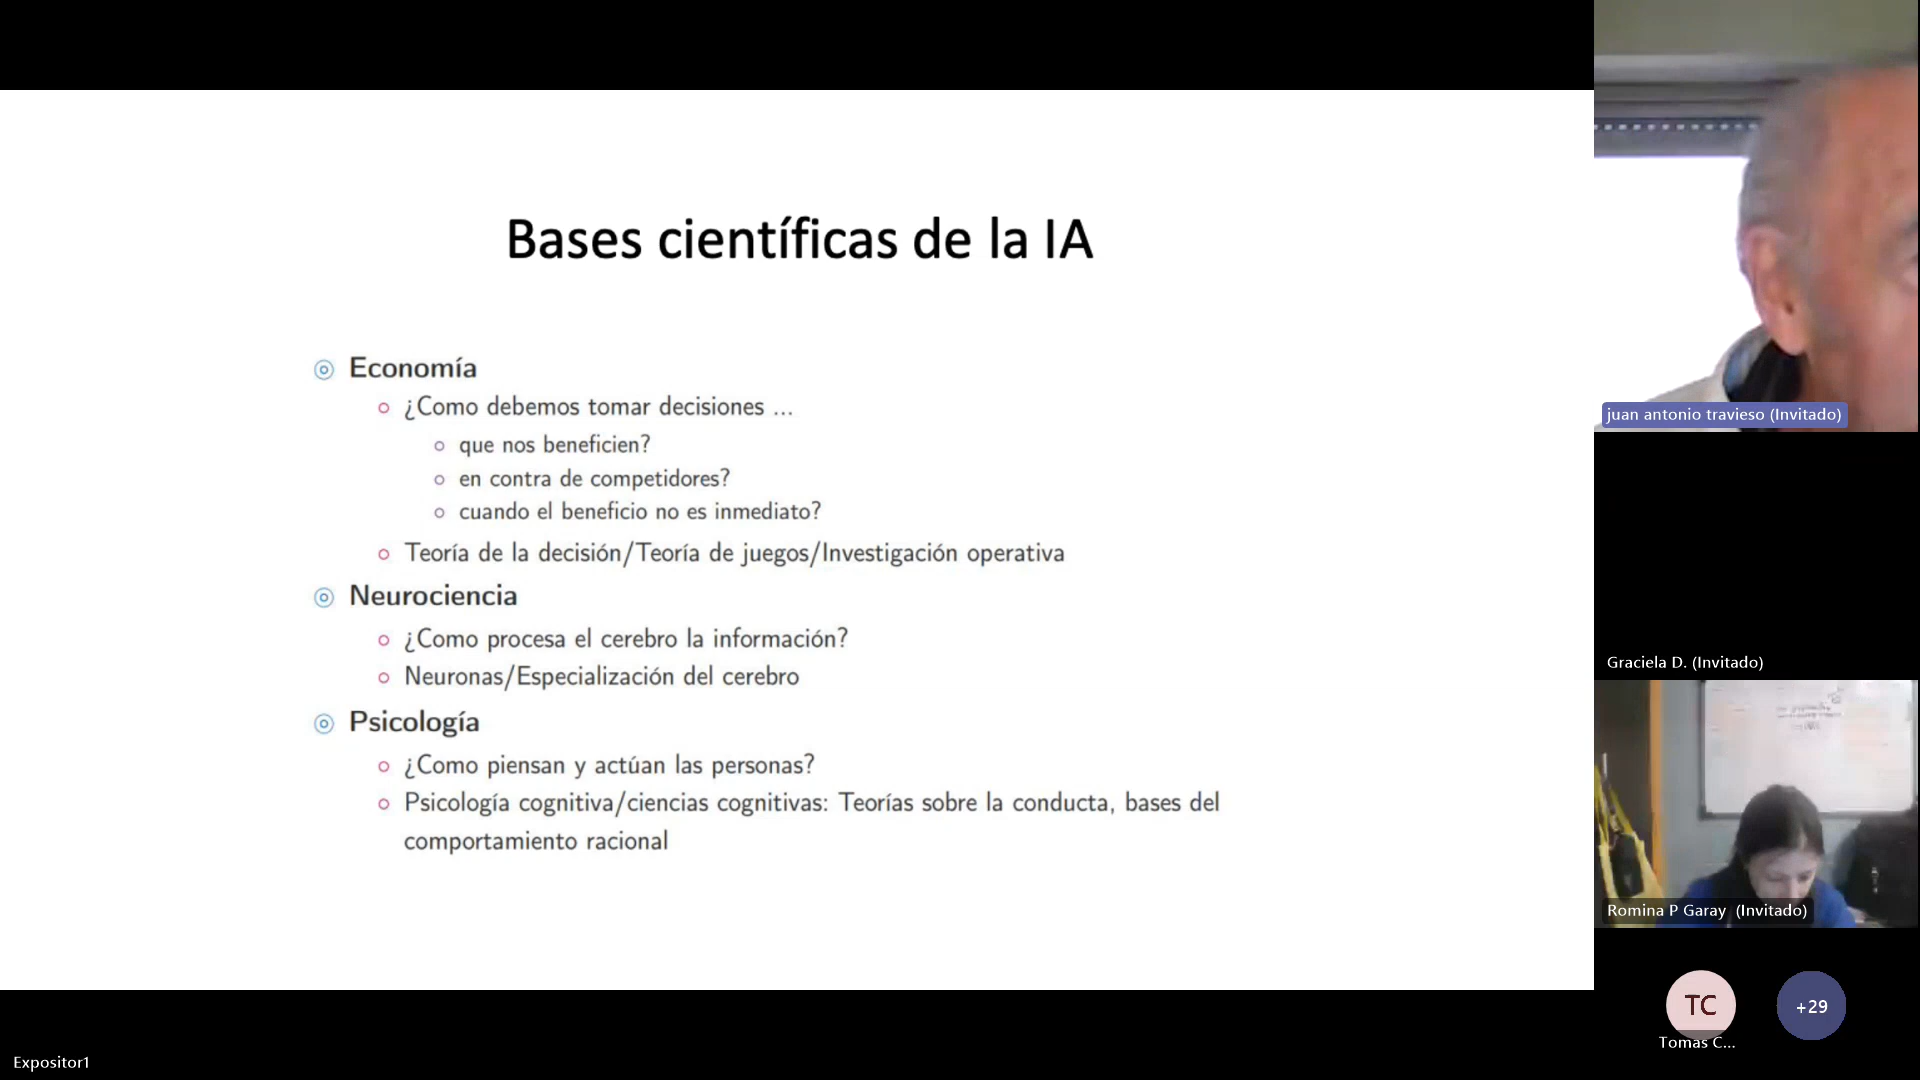 Bases científicas de la IA
Economía
¿Como debemos tomar decisiones ...
que nos beneficien?
en contra de competidores?
cuando el beneficio no es inmediato?
Teoría de la decisión/Teoría de juegos/Investigación operativa
Neurociencia
¿Como procesa el cerebro la información?
Neuronas/Especialización del cerebro
Psicología
¿Como piensan y actúan las personas?
Psicología cognitiva/ciencias cognitivas: Teorías sobre la conducta, bases del
comportamiento racional
juan antonio travieso (Invitado)
Graciela D. (Invitado)
Romina P Garay (Invitado)
TC
+29
Tomas C...
Expositor1